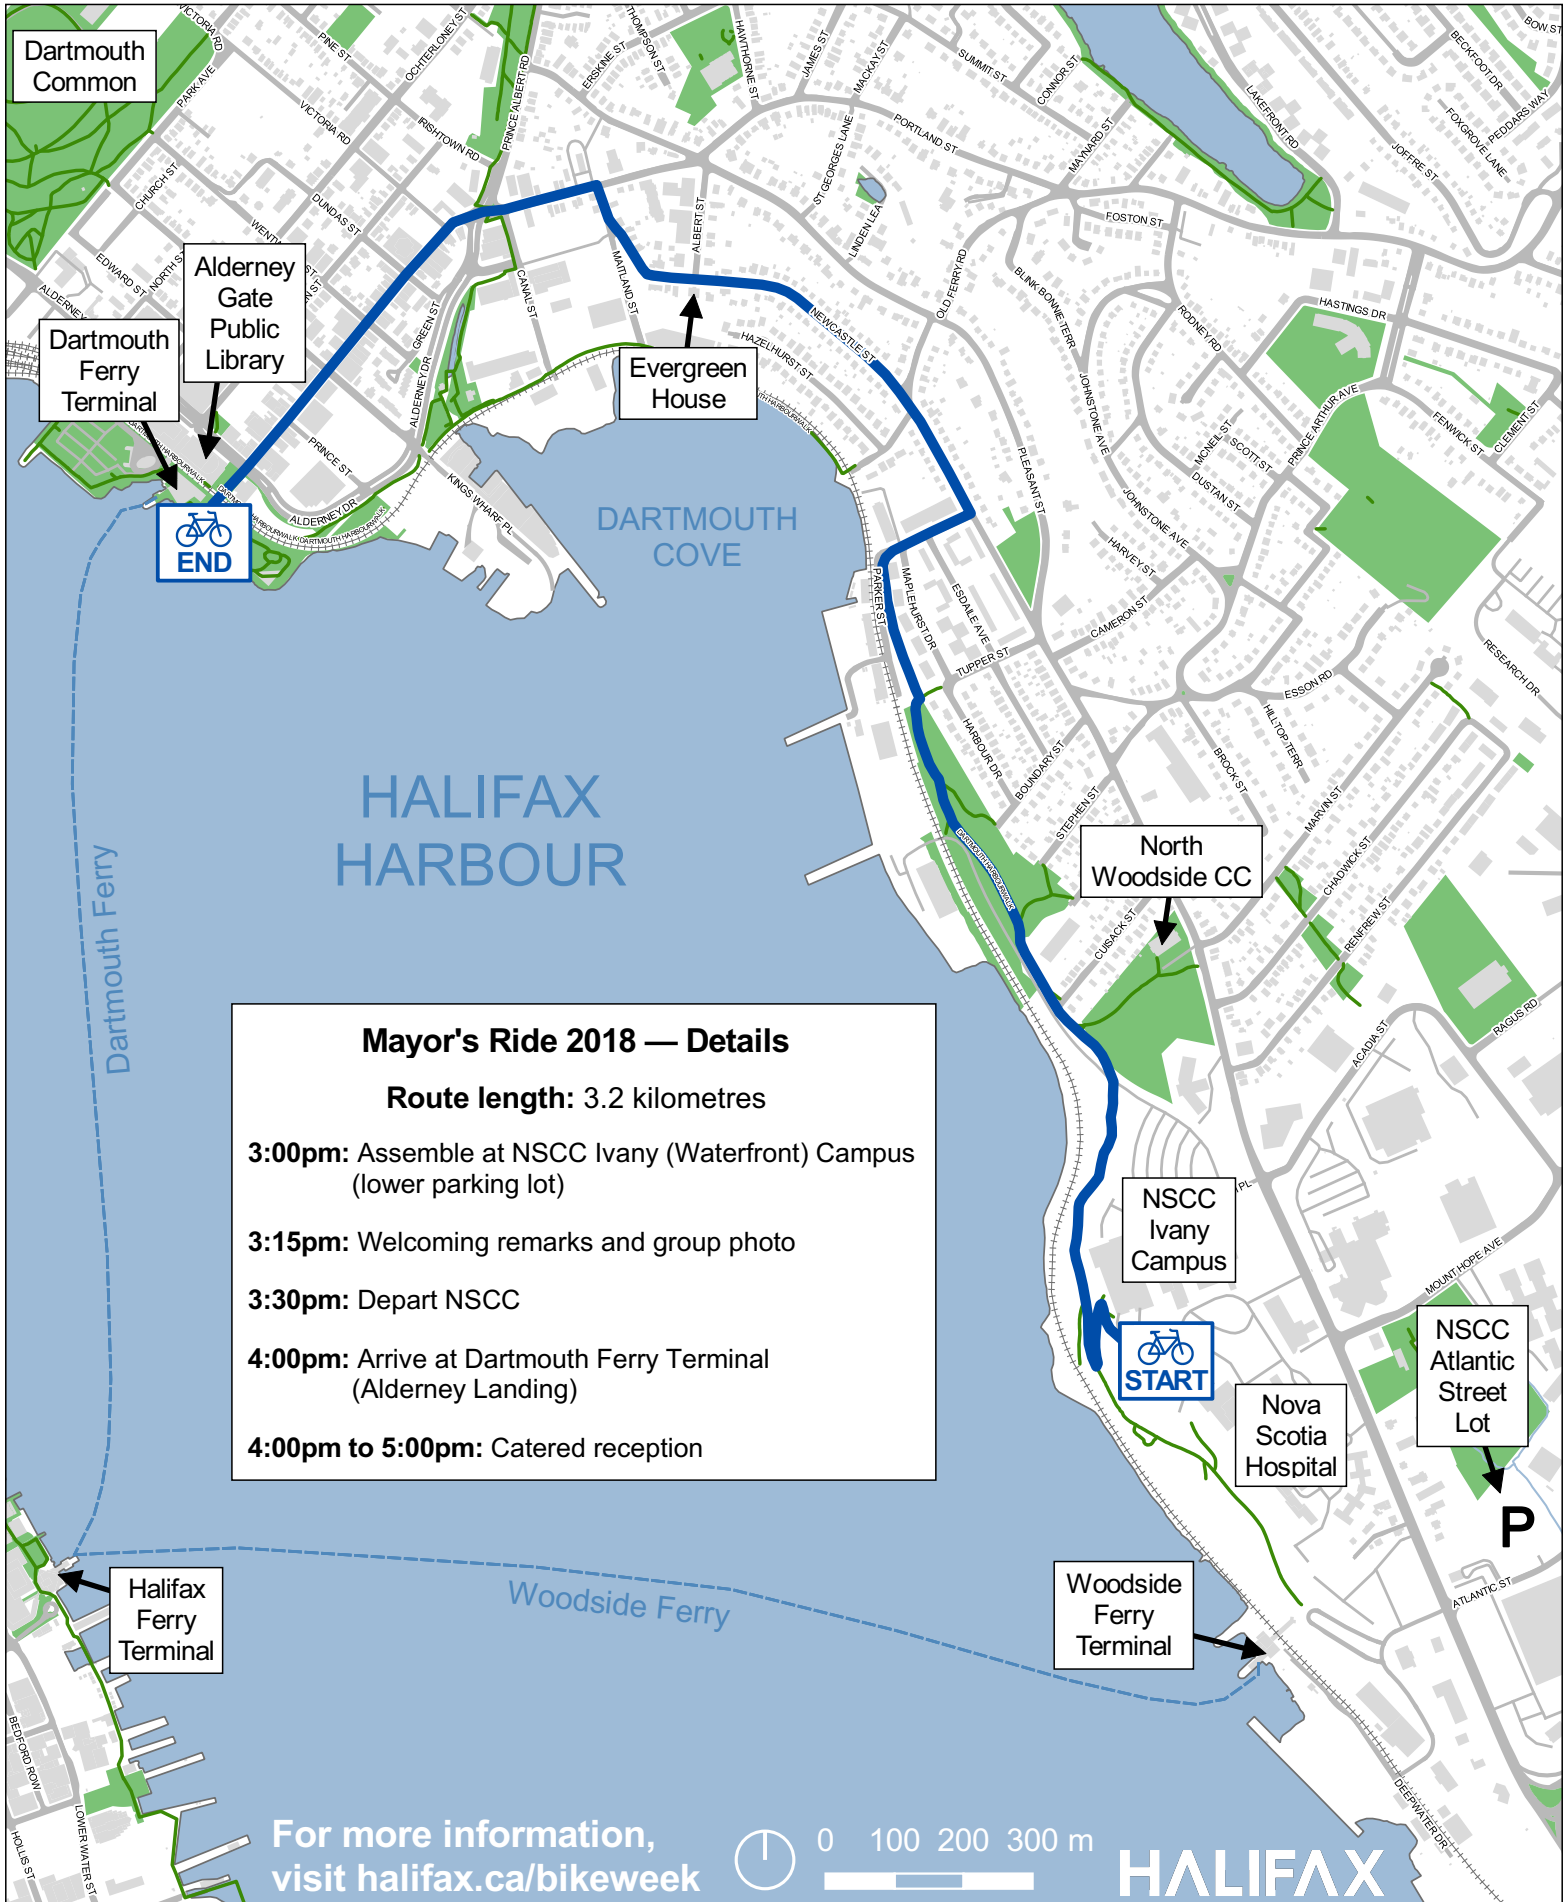 Dartmouth
Common
VICTORIA RD
PARK AVE
PINE ST
OCHTERLONEY ST
VICTORIA RD
IRISHTOWN RD
PRINCE ALBERT RD
ERSKINE ST
THOMPSON ST
HAWTHORNE ST
JAMES ST
MACKAY ST
SUMMIT ST
CONNOR ST
PORTLAND ST
MAYNARD ST
LAKEFRONT RD
JOFFRE ST
BECKFOOT DR
BOW ST
FOXGROVE LANE
PEDDARS WAY
CHURCH ST
DUNDAS ST
EDWARD ST
ST GEORGES LANE
LINDEN LEA
ALBERT ST
MAITLAND ST
CANAL ST
GREEN ST
ALDERNEY DR
FOSTON ST
OLD FERRY RD
BLINK BONNIE TERR
RODNEY RD
HASTINGS DR
Alderney
Gate
Public
Library
Dartmouth
Ferry
Terminal
Evergreen
House
NEWCASTLE ST
HAZELHURST ST
JOHNSTONE AVE
PRINCE ARTHUR AVE
FENWICK ST
CLEMENT ST
MCNEIL ST
SCOTT ST
DUSTAN ST
PLEASANT ST
JOHNSTONE AVE
PRINCE ST
ALDERNEY DR
KINGS WHARF PL
DARTMOUTH HARBOURWALK
END
DARTMOUTH
COVE
HARVEY ST
CAMERON ST
PARKER ST
MAPLEHURST DR
ESDAILE AVE
TUPPER ST
ESSON RD
RESEARCH DR
HARBOUR DR
HILLTOP TERR
BOUNDARY ST
BROCK ST
STEPHEN ST
MARVIN ST
CHADWICK ST
RENFREW ST
HALIFAX
HARBOUR
Dartmouth Ferry
DARTMOUTH HARBOURWALK
North
Woodside CC
CUISACK ST
RAGUS RD
ACADIA ST
Mayor's Ride 2018 — Details
Route length: 3.2 kilometres
3:00pm: Assemble at NSCC Ivany (Waterfront) Campus
(lower parking lot)
3:15pm: Welcoming remarks and group photo
3:30pm: Depart NSCC
4:00pm: Arrive at Dartmouth Ferry Terminal
(Alderney Landing)
4:00pm to 5:00pm: Catered reception
NSCC
Ivany
Campus
MOUNT HOPE AVE
START
NSCC
Atlantic
Street
Lot
P
Nova
Scotia
Hospital
ATLANTIC ST
Halifax
Ferry
Terminal
Woodside Ferry
Woodside
Ferry
Terminal
BEDFORD ROW
LOWER WATER ST
HOLLIS ST
DEEPWATER DR
For more information,
visit halifax.ca/bikeweek
0 100 200 300 m
HALIFAX